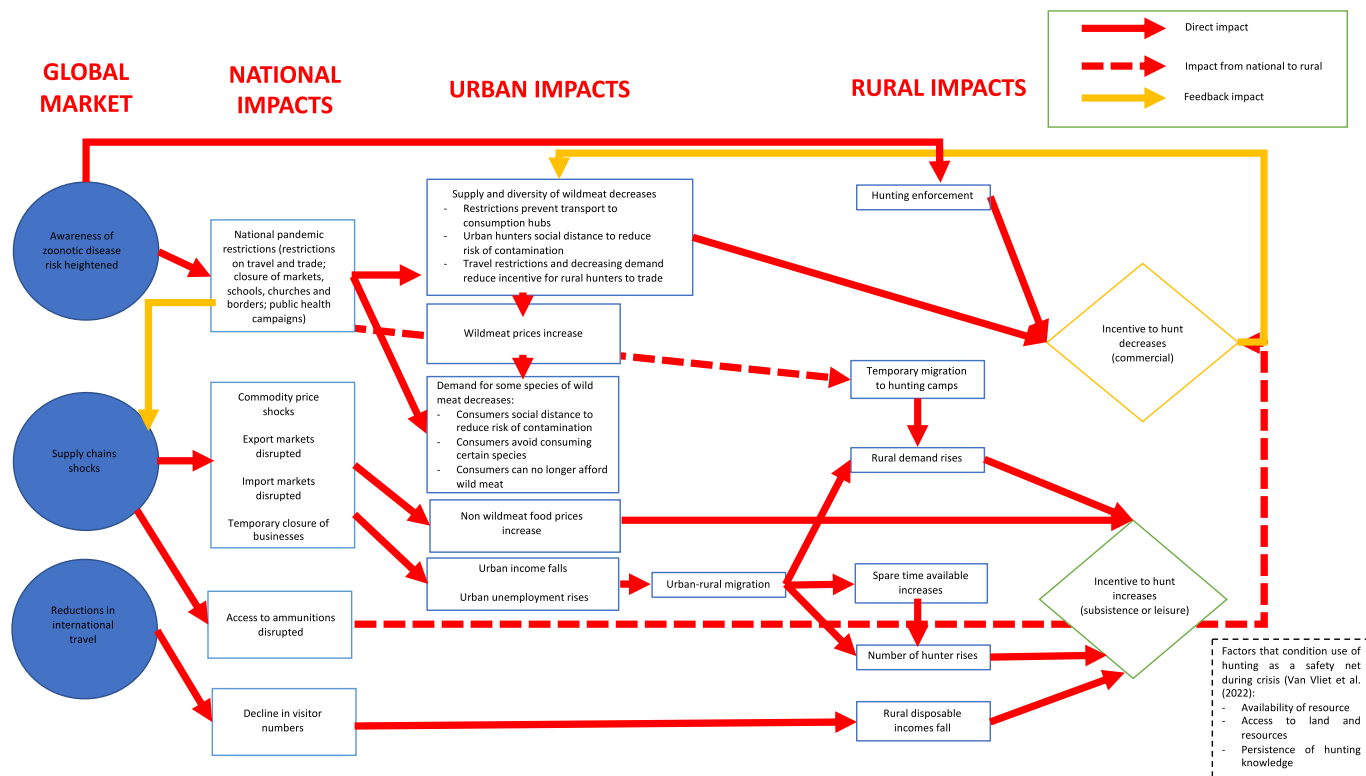 GLOBAL
MARKET
NATIONAL
IMPACTS
URBAN IMPACTS
RURAL IMPACTS
Direct impact
Impact from national to rural
Feedback impact
Awareness of
zoonotic disease
risk heightened
Supply chains
shocks
Reductions in
international
travel
National pandemic
restrictions (restrictions
on travel and trade;
closure of markets,
schools, churches and
borders; public health
campaigns)
Commodity price
shocks
Export markets
disrupted
Import markets
disrupted
Temporary closure of
businesses
Access to ammunitions
disrupted
Decline in visitor
numbers
Supply and diversity of wildmeat decreases
- Restrictions prevent transport to
consumption hubs
- Urban hunters social distance to reduce
risk of contamination
- Travel restrictions and decreasing demand
reduce incentive for rural hunters to trade
Wildmeat prices increase
Demand for some species of wild
meat decreases:
- Consumers social distance to
reduce risk of contamination
- Consumers avoid consuming
certain species
- Consumers can no longer afford
wild meat
Non wildmeat food prices
increase
Urban income falls
Urban unemployment rises
Urban-rural migration
Hunting enforcement
Temporary migration
to hunting camps
Rural demand rises
Spare time available
increases
Number of hunter rises
Rural disposable
incomes fall
Incentive to hunt
decreases
(commercial)
Incentive to hunt
increases
(subsistence or leisure)
Factors that condition use of
hunting as a safety net
during crisis (Van Vliet et al.
(2022):
- Availability of resource
- Access to land and
resources
- Persistence of hunting
knowledge